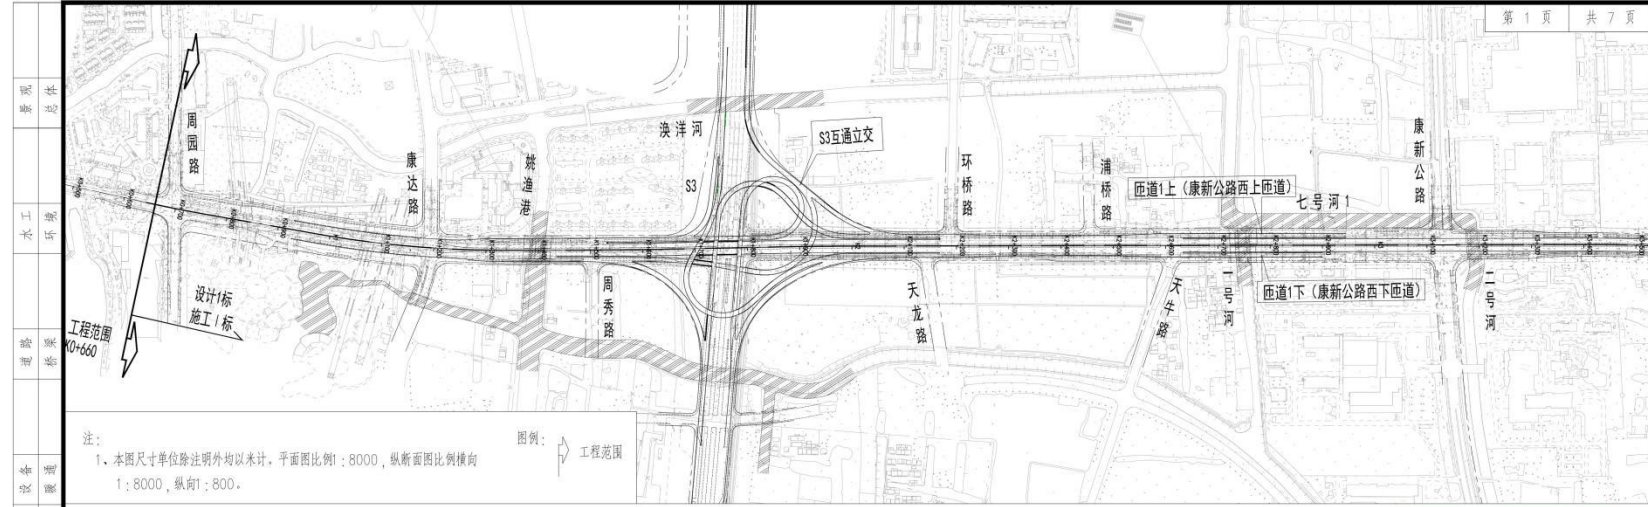 第 1 页 共 7 页
景观 总体
水工 环境
道路 桥梁
设备 暖通
周园路
康达路
姚渔港
涣洋河
S3
S3互通立交
环桥路
浦桥路
康新公路
匝道1上（康新公路西上匝道）
七号河1
匝道1下（康新公路西下匝道）
周秀路
天龙路
天牛路
一号河
二号河
设计1标
施工1标
工程范围
K0+660
注：
1、本图尺寸单位除注明外均以米计，平面图比例1：8000，纵断面图比例横向
1：8000，纵向1：800。
图例：
工程范围